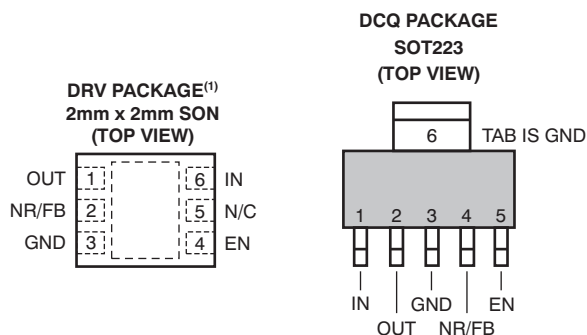 DRV PACKAGE(1)
2mm x 2mm SON
(TOP VIEW)
OUT 1 6 IN
NR/FB 2 5 N/C
GND 3 4 EN
DCQ PACKAGE
SOT223
(TOP VIEW)
6 TAB IS GND
1 2 3 4 5
IN GND EN
OUT NR/FB